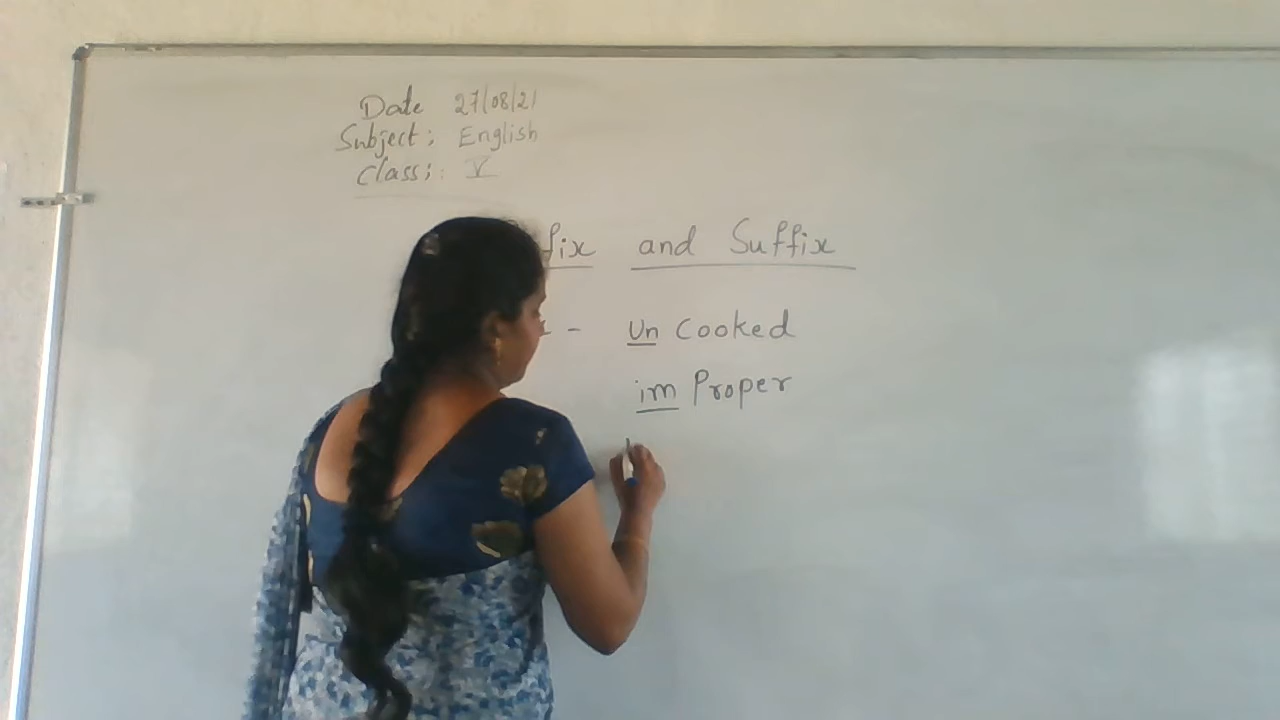 Date 27/08/21
Subject: English
Class: V
fix and Suffix
- Un Cooked
im Proper